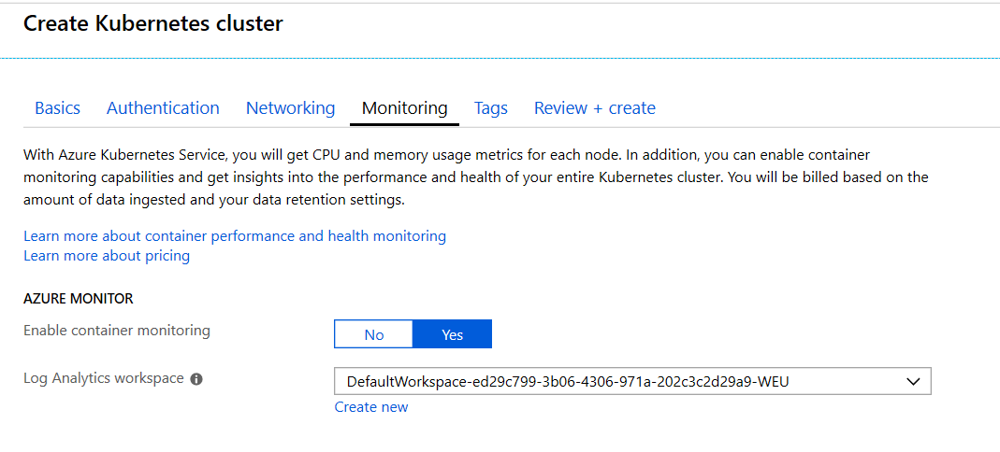 Create Kubernetes cluster
Basics Authentication Networking Monitoring Tags Review + create
With Azure Kubernetes Service, you will get CPU and memory usage metrics for each node. In addition, you can enable container
monitoring capabilities and get insights into the performance and health of your entire Kubernetes cluster. You will be billed based on the
amount of data ingested and your data retention settings.
Learn more about container performance and health monitoring
Learn more about pricing
AZURE MONITOR
Enable container monitoring No Yes
Log Analytics workspace DefaultWorkspace-ed29c799-3b06-4306-971a-202c3c2d29a9-WEU
Create new